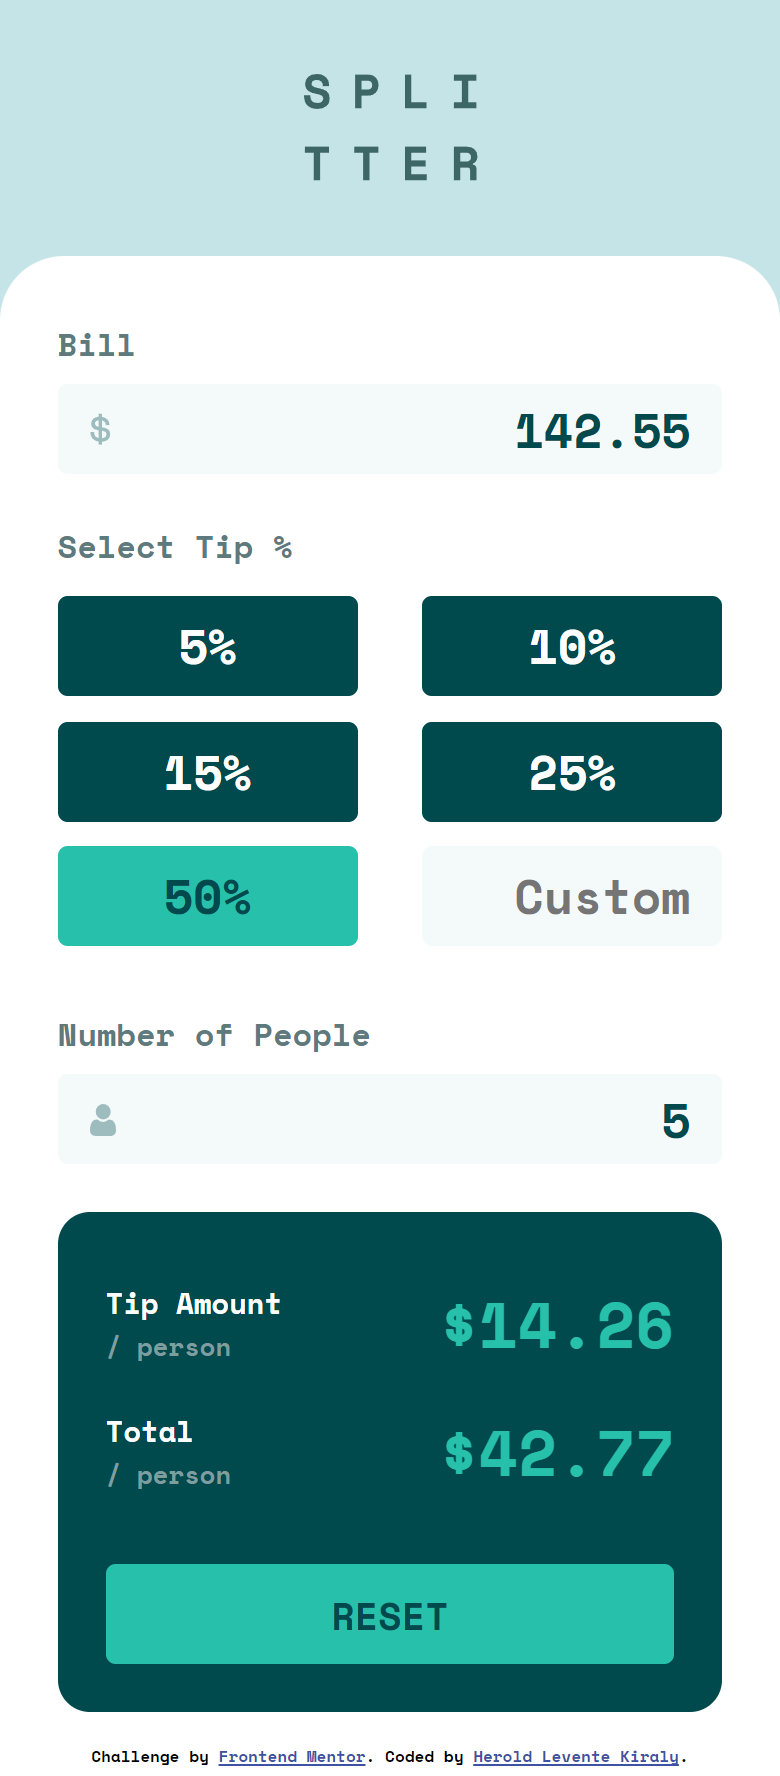 SPLI
TTER
Bill
$ 142.55
Select Tip %
5% 10%
15% 25%
50% Custom
Number of People
5
Tip Amount
/ person
$14.26
Total
/ person
$42.77
RESET
Challenge by Frontend Mentor. Coded by Herold Levente Kiraly.